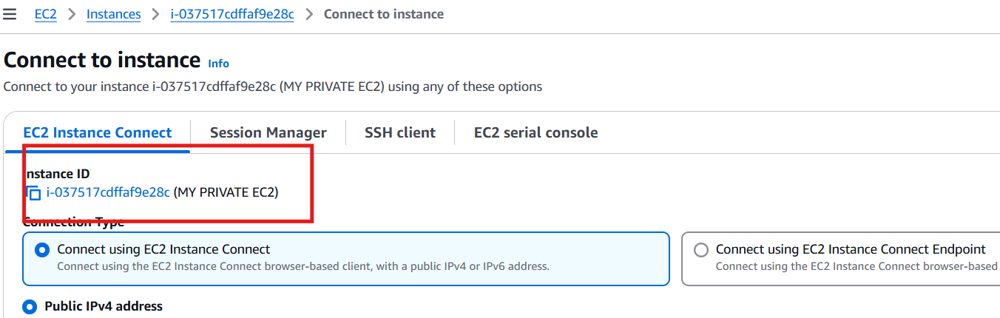 EC2 > Instances > i-037517cdffaf9e28c > Connect to instance
Connect to instance Info
Connect to your instance i-037517cdffaf9e28c (MY PRIVATE EC2) using any of these options
EC2 Instance Connect Session Manager SSH client EC2 serial console
Instance ID
i-037517cdffaf9e28c (MY PRIVATE EC2)
Connection Type
Connect using EC2 Instance Connect Connect using EC2 Instance Connect Endpoint
Connect using the EC2 Instance Connect browser-based client, with a public IPv4 or IPv6 address. Connect using the EC2 Instance Connect browser-based
Public IPv4 address